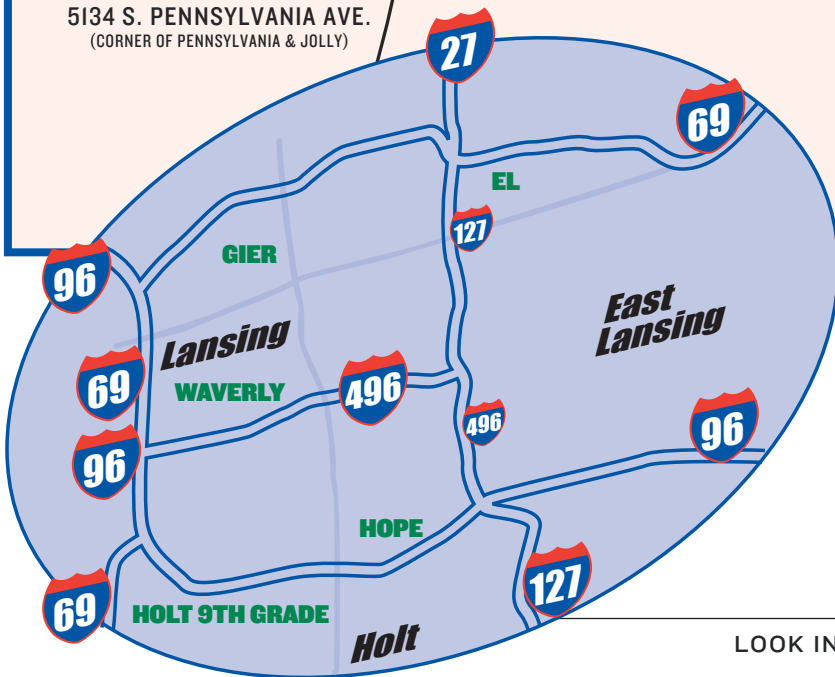 5134 S. PENNSYLVANIA AVE.
(CORNER OF PENNSYLVANIA & JOLLY)
27
69
EL
127
GIER
96
East
Lansing
Lansing
69
WAVERLY
496
496
96
96
HOPE
127
69
HOLT 9TH GRADE
Holt
LOOK IN